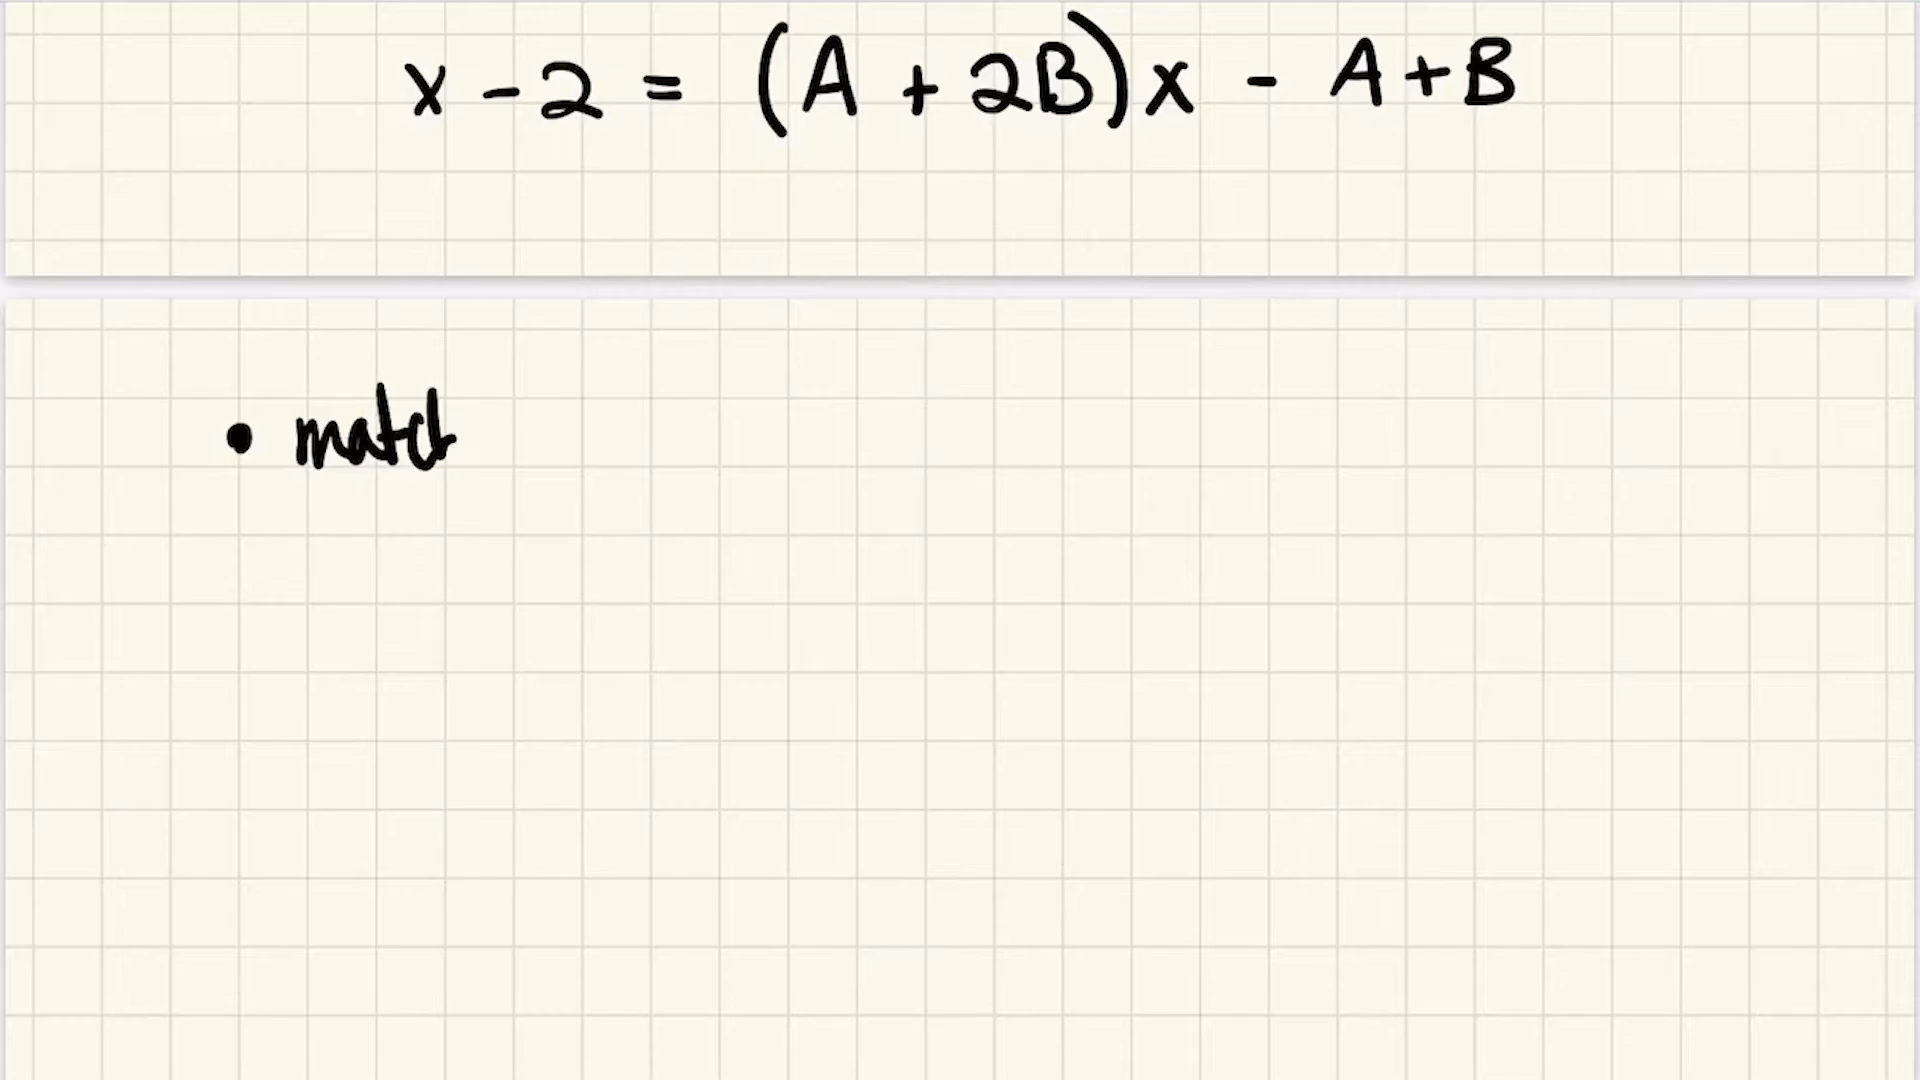 x - 2 = (A + 2B)x - A + B
• match